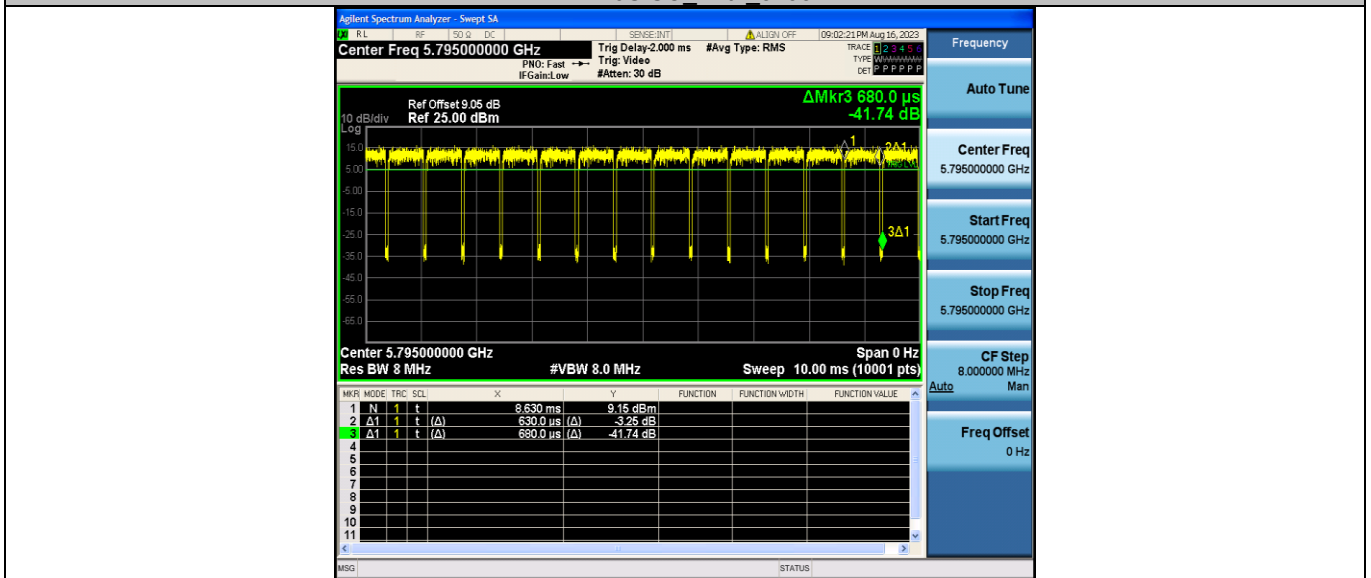 Agilent Spectrum Analyzer - Swept SA
RL RF 50 Ω DC SENSE:INT ALIGN OFF 09:02:21 PM Aug 16, 2023
Center Freq 5.795000000 GHz
Trig Delay-2.000 ms #Avg Type: RMS
TRACE 1 2 3 4 5 6
PNO: Fast Trig: Video
TYPE W
IFGain:Low #Atten: 30 dB
DET P P P P P P
Frequency
ΔMkr3 680.0 µs
-41.74 dB
Ref Offset 9.05 dB
10 dB/div Ref 25.00 dBm
Log
15.0
5.00
-5.00
-15.0
-25.0
-35.0
-45.0
-55.0
-65.0
1
2Δ1
3Δ1
Center 5.795000000 GHz Span 0 Hz
Res BW 8 MHz #VBW 8.0 MHz Sweep 10.00 ms (10001 pts)
MKR MODE TRC SCL X Y FUNCTION FUNCTION WIDTH FUNCTION VALUE
1 N 1 t 8.630 ms 9.15 dBm
2 Δ1 1 t (Δ) 630.0 µs (Δ) -3.25 dB
3 Δ1 1 t (Δ) 680.0 µs (Δ) -41.74 dB
4
5
6
7
8
9
10
11
MSG STATUS
Auto Tune
Center Freq
5.795000000 GHz
Start Freq
5.795000000 GHz
Stop Freq
5.795000000 GHz
CF Step
8.000000 MHz
Auto Man
Freq Offset
0 Hz